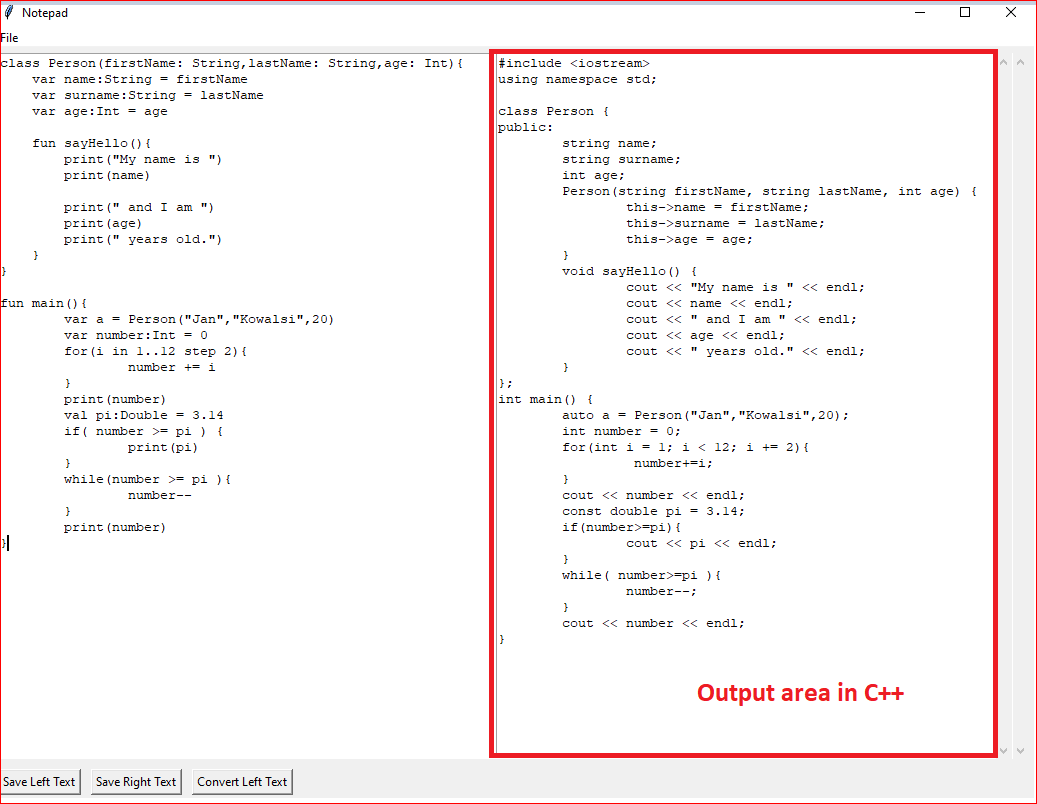 Notepad
File
class Person(firstName: String,lastName: String,age: Int){
    var name:String = firstName
    var surname:String = lastName
    var age:Int = age

    fun sayHello(){
        print("My name is ")
        print(name)

        print(" and I am ")
        print(age)
        print(" years old.")
    }
}

fun main(){
        var a = Person("Jan","Kowalsi",20)
        var number:Int = 0
        for(i in 1..12 step 2){
                number += i
        }
        print(number)
        val pi:Double = 3.14
        if( number >= pi ) {
                print(pi)
        }
        while(number >= pi ){
                number--
        }
        print(number)
}
#include <iostream>
using namespace std;

class Person {
public:
        string name;
        string surname;
        int age;
        Person(string firstName, string lastName, int age) {
                this->name = firstName;
                this->surname = lastName;
                this->age = age;
        }
        void sayHello() {
                cout << "My name is " << endl;
                cout << name << endl;
                cout << " and I am " << endl;
                cout << age << endl;
                cout << " years old." << endl;
        }
};
int main() {
        auto a = Person("Jan","Kowalsi",20);
        int number = 0;
        for(int i = 1; i < 12; i += 2){
                 number+=i;
        }
        cout << number << endl;
        const double pi = 3.14;
        if(number>=pi){
                cout << pi << endl;
        }
        while( number>=pi ){
                number--;
        }
        cout << number << endl;
}
Output area in C++
Save Left Text
Save Right Text
Convert Left Text